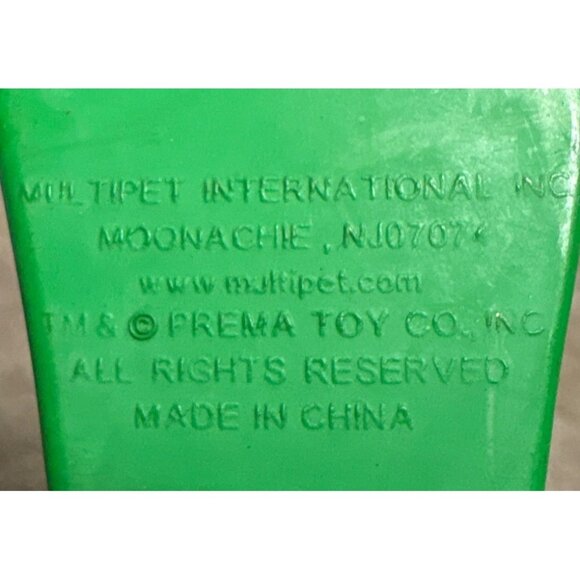 MULTIPET INTERNATIONAL INC
MOONACHIE, NJ07074
www.multipet.com
TM & © PREMA TOY CO., INC
ALL RIGHTS RESERVED
MADE IN CHINA